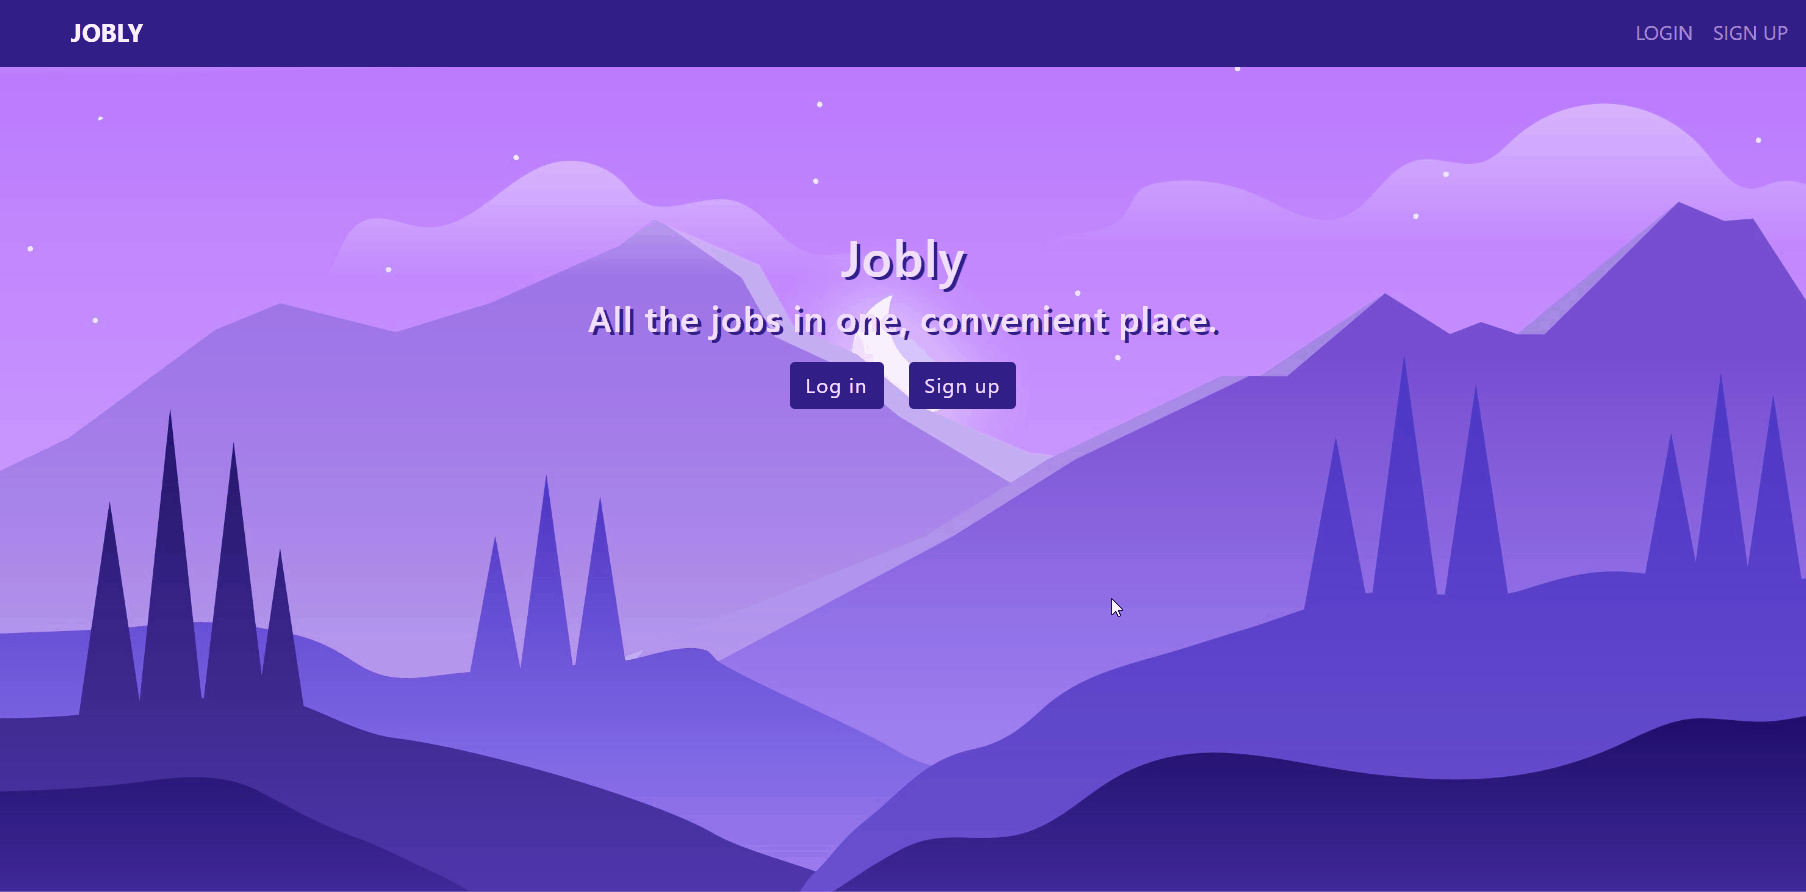 JOBLY LOGIN SIGN UP
Jobly
All the jobs in one, convenient place.
Log in Sign up